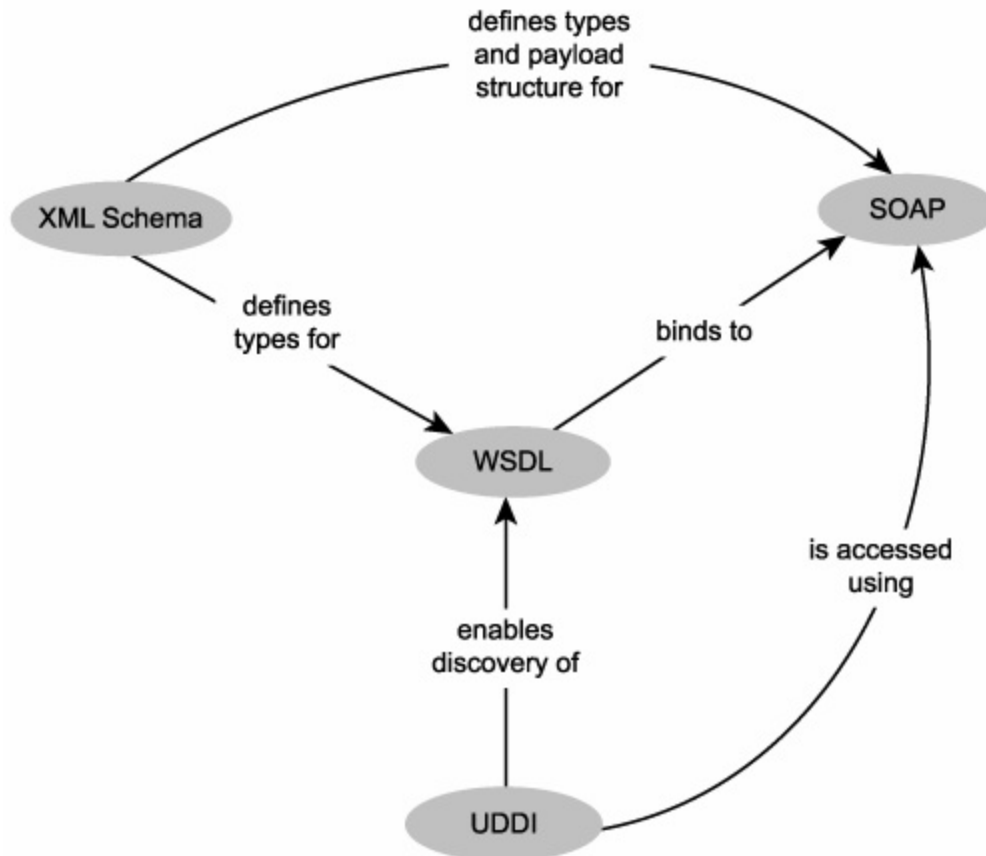 defines types
and payload
structure for
XML Schema
SOAP
defines
types for
binds to
WSDL
is accessed
using
enables
discovery of
UDDI